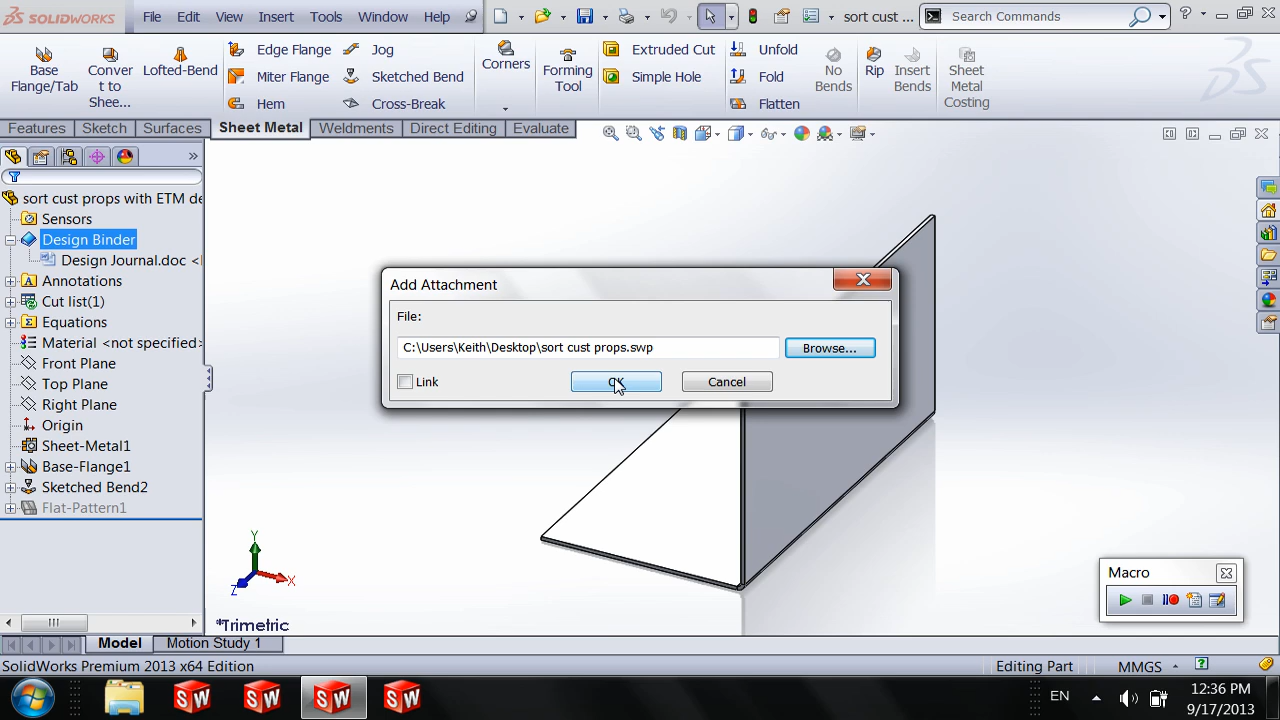 SOLIDWORKS
File Edit View Insert Tools Window Help
sort cust ...
Search Commands
Base Flange/Tab
Conver t to Shee...
Lofted-Bend
Edge Flange
Miter Flange
Hem
Jog
Sketched Bend
Cross-Break
Corners
Forming Tool
Extruded Cut
Simple Hole
Unfold
Fold
Flatten
No Bends
Rip
Insert Bends
Sheet Metal Costing
Features Sketch Surfaces Sheet Metal Weldments Direct Editing Evaluate
sort cust props with ETM de
Sensors
Design Binder
Design Journal.doc <
Annotations
Cut list(1)
Equations
Material <not specified>
Front Plane
Top Plane
Right Plane
Origin
Sheet-Metal1
Base-Flange1
Sketched Bend2
Flat-Pattern1
Add Attachment
File:
C:\Users\Keith\Desktop\sort cust props.swp
Browse...
Link
OK
Cancel
Y
X
Z
*Trimetric
Macro
Model Motion Study 1
SolidWorks Premium 2013 x64 Edition
Editing Part
MMGS
EN
12:36 PM
9/17/2013